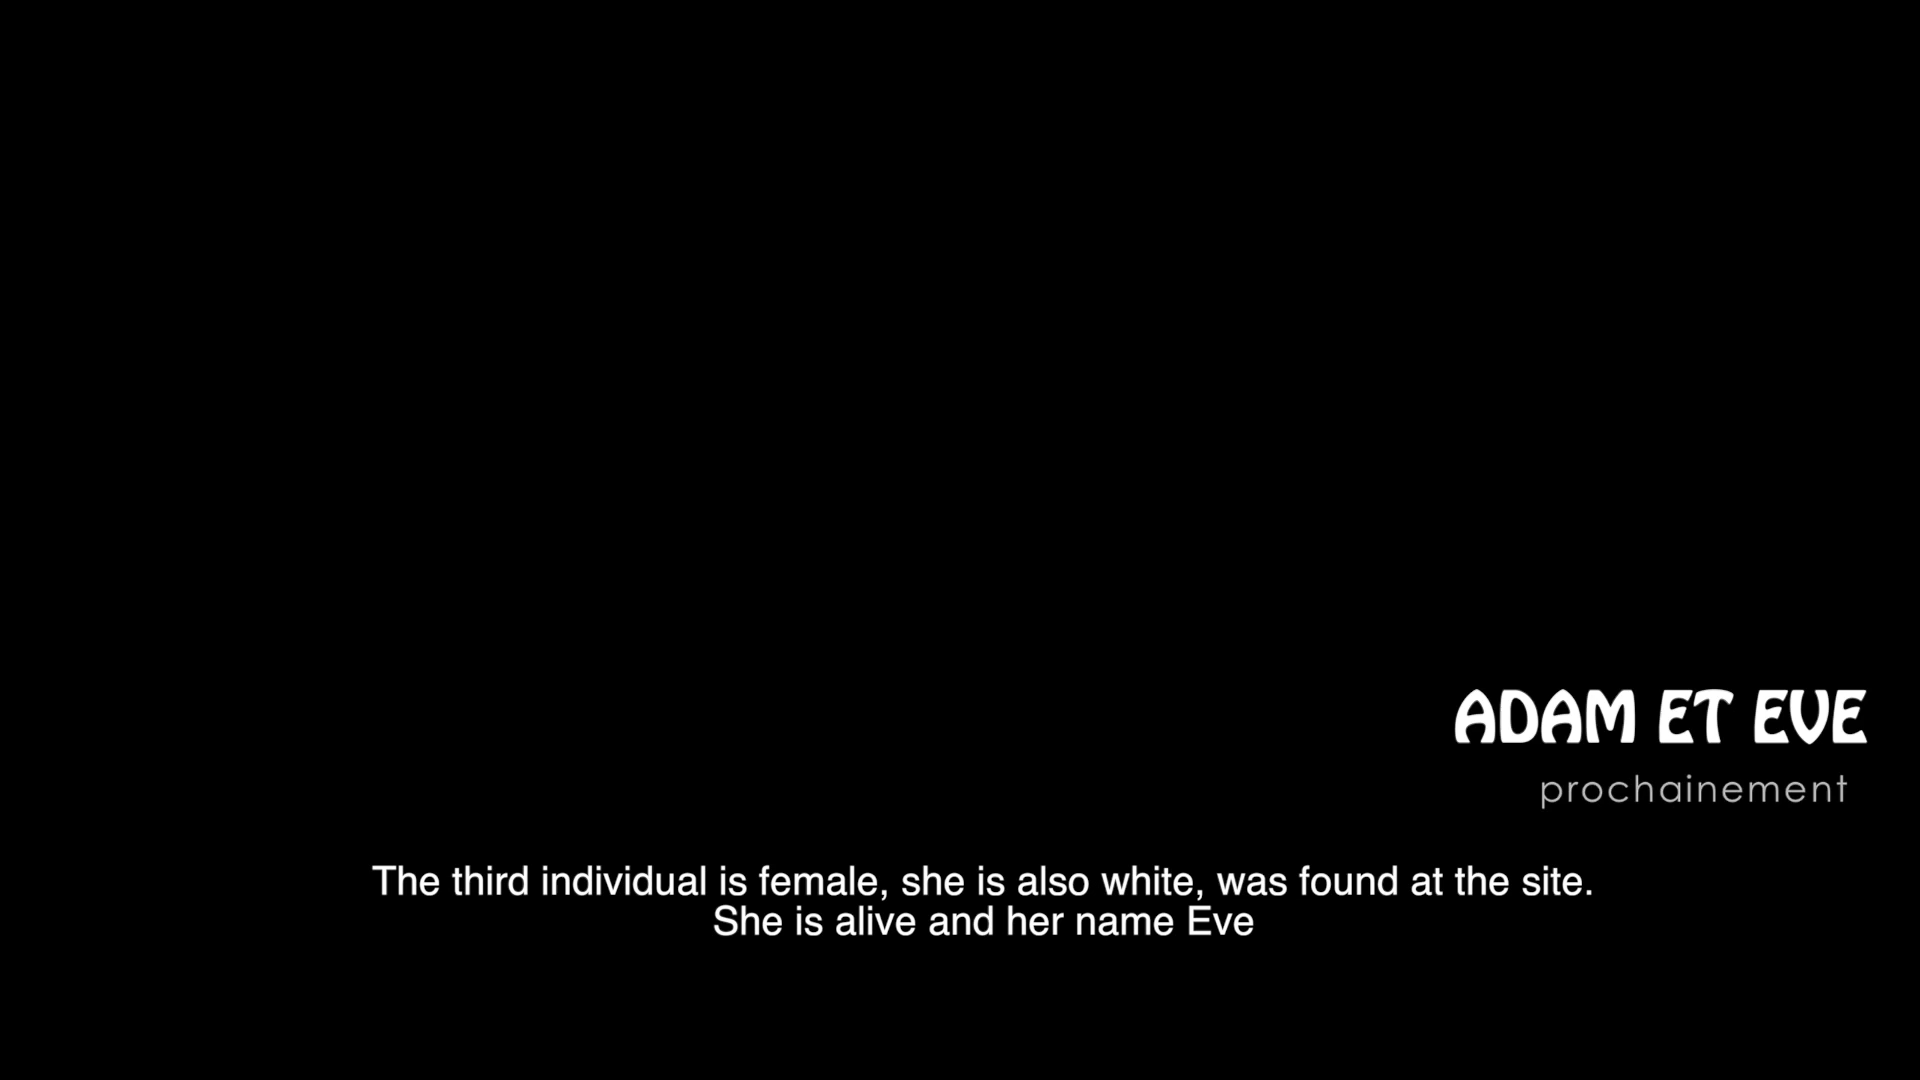 ADAM ET EVE
prochainement
The third individual is female, she is also white, was found at the site.
She is alive and her name Eve